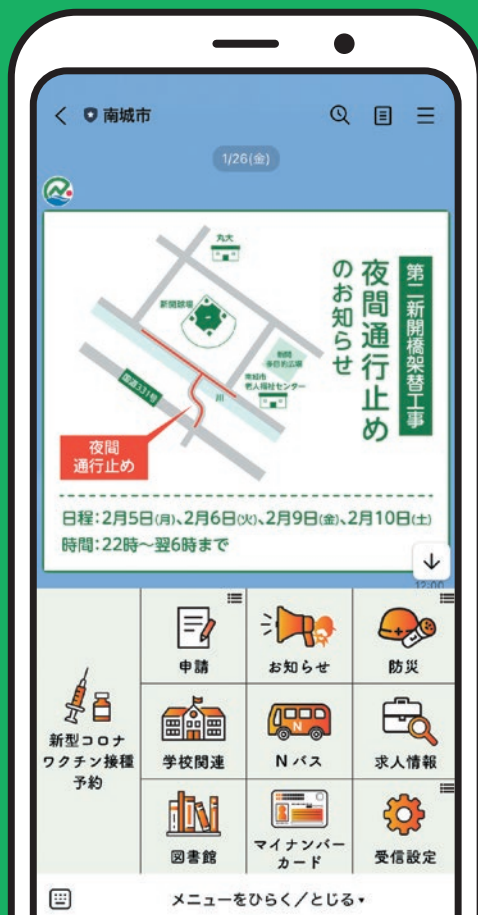 南城市
1/26(金)
第二新開橋架替工事
夜間通行止め
のお知らせ
丸大
新開球場
新開
多目的広場
南城市
老人福祉センター
川
国道331号
夜間
通行止め
日程:2月5日(月)、2月6日(火)、2月9日(金)、2月10日(土)
時間:22時〜翌6時まで
12:00
新型コロナ
ワクチン接種
予約
申請
お知らせ
防災
学校関連
N
Nバス
求人情報
図書館
マイナンバー
カード
受信設定
メニューをひらく/とじる▾